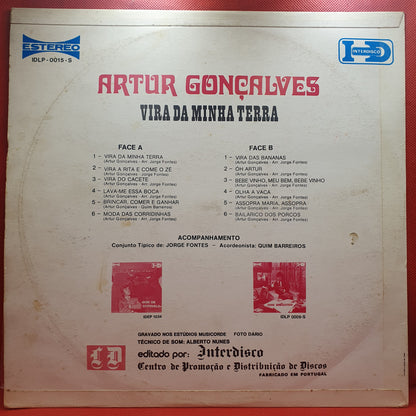 ESTEREO
IDLP - 0015 - S
ID
INTERDISCO
ARTUR GONÇALVES
VIRA DA MINHA TERRA
FACE A
1 - VIRA DA MINHA TERRA
(Artur Gonçalves - Arr. Jorge Fontes)
2 - VIRA A RITA E COME O ZÉ
(Artur Gonçalves - Arr. Jorge Fontes)
3 - VIRA DO CACETE
(Artur Gonçalves - Arr. Jorge Fontes)
4 - LAVA-ME ESSA BOCA
(Artur Gonçalves - Arr. Jorge Fontes)
5 - BRINCAR, COMER E GANHAR
(Artur Gonçalves - Quim Barreiros)
6 - MODA DAS CORRIDINHAS
(Artur Gonçalves - Arr. Jorge Fontes)
FACE B
1 - VIRA DAS BANANAS
(Artur Gonçalves - Arr. Jorge Fontes)
2 - ÓH ARTUR
(Artur Gonçalves - Arr. Jorge Fontes)
3 - BEBE VINHO, MEU BÉM, BEBE VINHO
(Artur Gonçalves - Arr. Jorge Fontes)
4 - OLHA A VACA
(Artur Gonçalves - Arr. Jorge Fontes)
5 - ASSOPRA MARIA, ASSOPRA
(Artur Gonçalves - Arr. Jorge Fontes)
6 - BAILARICO DOS PORCOS
(Artur Gonçalves - Arr. Jorge Fontes)
ACOMPANHAMENTO
Conjunto Típico de: JORGE FONTES - Acordeonista: QUIM BARREIROS
IDEP 1034
IDLP 0009-S
GRAVADO NOS ESTÚDIOS MUSICORDE FOTO DÁRIO
TÉCNICO DE SOM: ALBERTO NUNES
editado por: Interdisco
Centro de Promoção e Distribuição de Discos
FABRICADO EM PORTUGAL